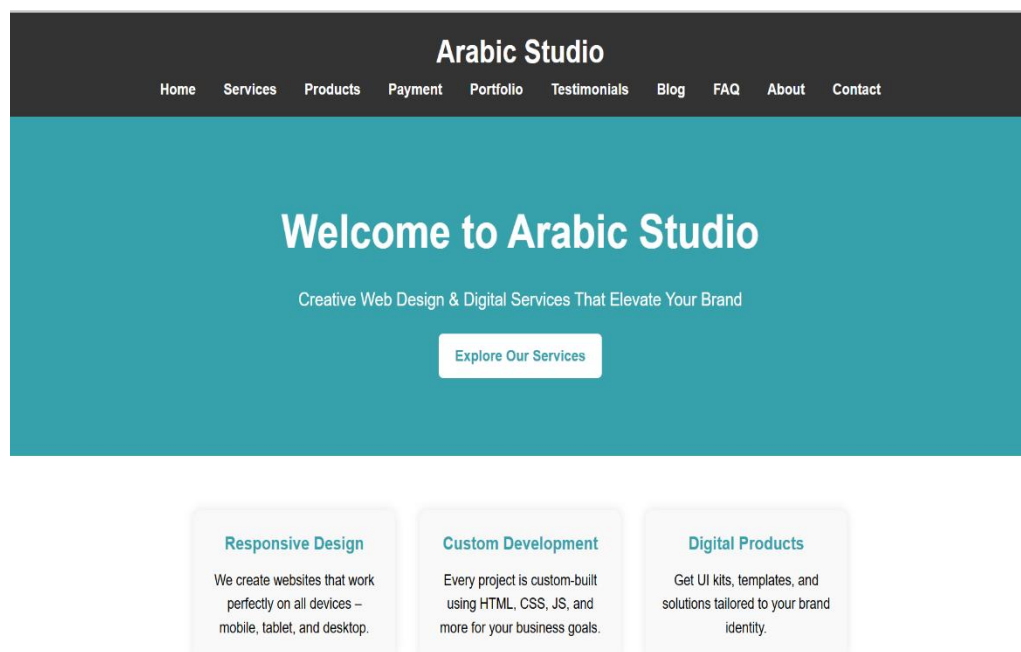 Arabic Studio
Home Services Products Payment Portfolio Testimonials Blog FAQ About Contact
Welcome to Arabic Studio
Creative Web Design & Digital Services That Elevate Your Brand
Explore Our Services
Responsive Design
We create websites that work
perfectly on all devices –
mobile, tablet, and desktop.
Custom Development
Every project is custom-built
using HTML, CSS, JS, and
more for your business goals.
Digital Products
Get UI kits, templates, and
solutions tailored to your brand
identity.